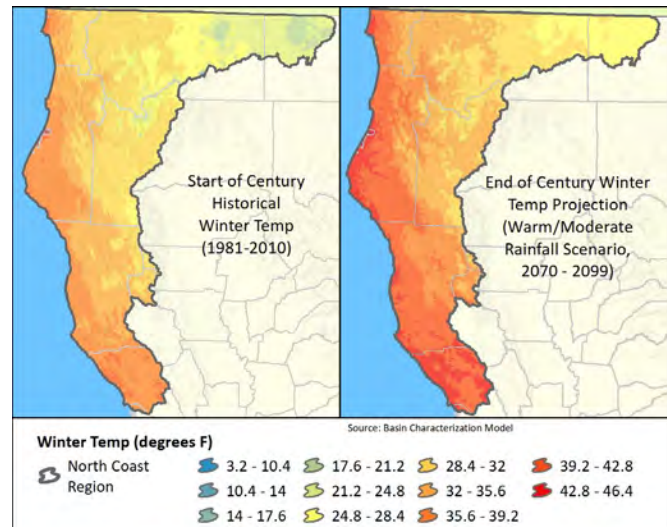 Start of Century
Historical
Winter Temp
(1981-2010)
End of Century Winter
Temp Projection
(Warm/Moderate
Rainfall Scenario,
2070 - 2099)
Source: Basin Characterization Model
Winter Temp (degrees F)
North Coast
Region
3.2 - 10.4
10.4 - 14
14 - 17.6
17.6 - 21.2
21.2 - 24.8
24.8 - 28.4
28.4 - 32
32 - 35.6
35.6 - 39.2
39.2 - 42.8
42.8 - 46.4